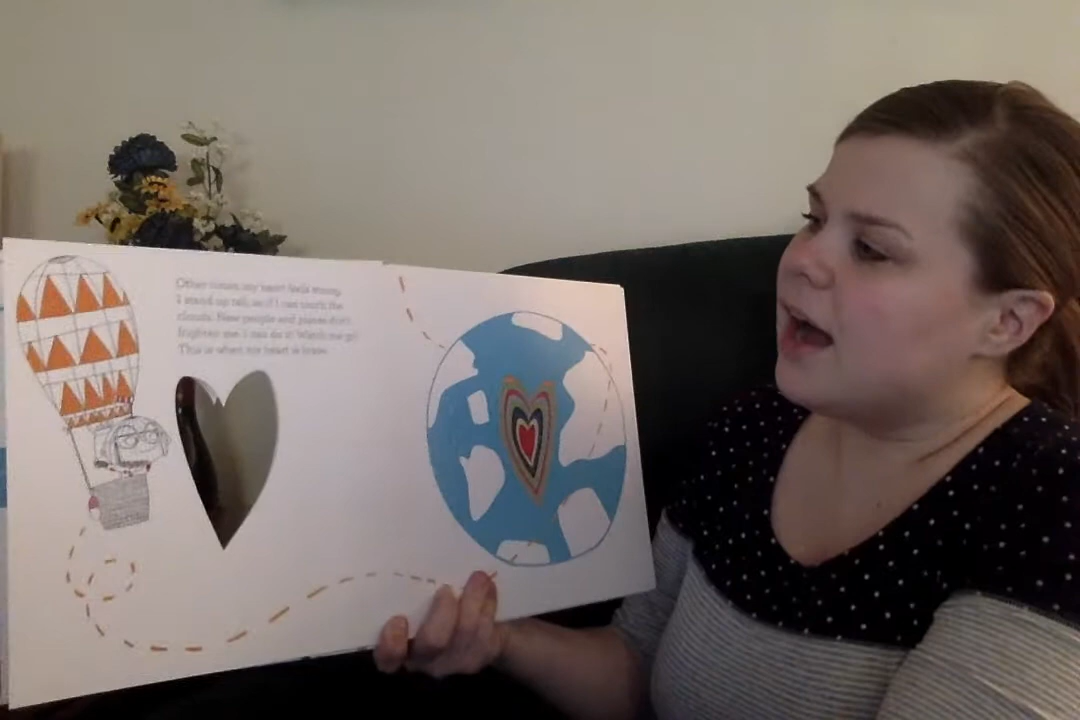 Other times my heart feels strong.
I stand up tall, as if I can touch the
clouds. New people and places don't
frighten me. I can do it! Watch me go!
This is when my heart is brave.